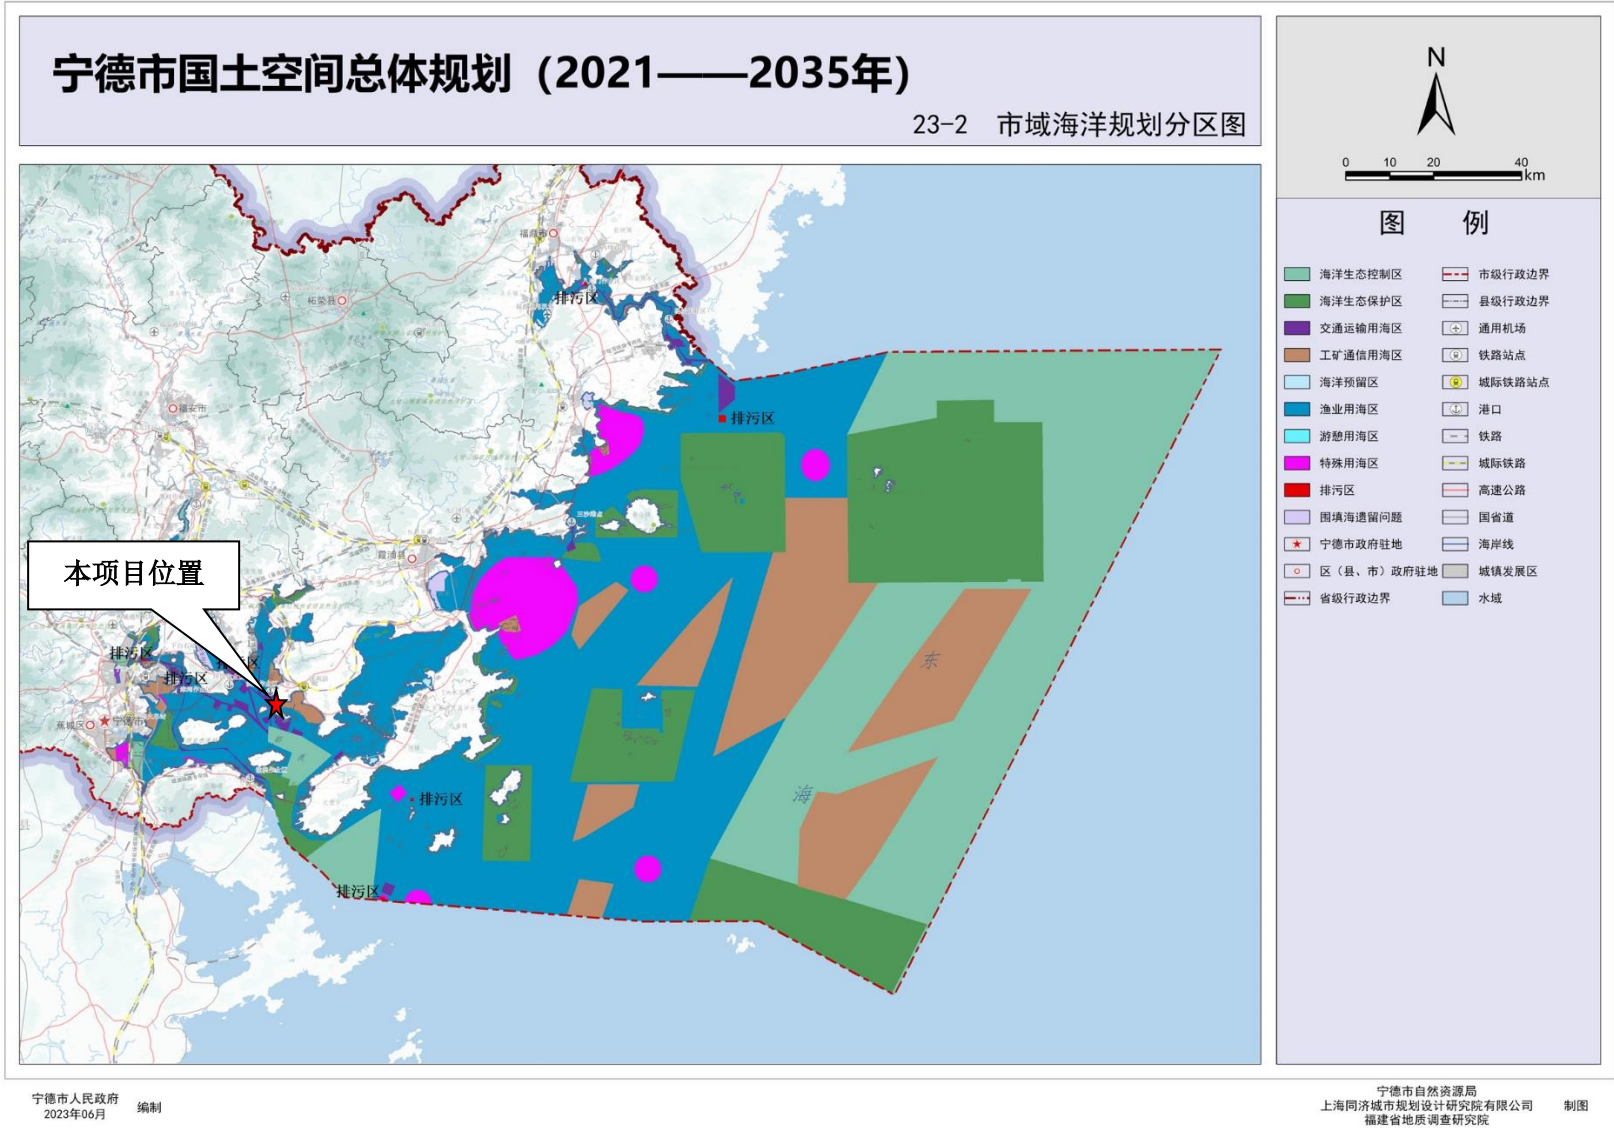 宁德市国土空间总体规划（2021——2035年）
23-2 市域海洋规划分区图
N
0 10 20 40
km
图 例
海洋生态控制区
海洋生态保护区
交通运输用海区
工矿通信用海区
海洋预留区
渔业用海区
游憩用海区
特殊用海区
排污区
围填海遗留问题
宁德市政府驻地
区（县、市）政府驻地
省级行政边界
市级行政边界
县级行政边界
通用机场
铁路站点
城际铁路站点
港口
铁路
城际铁路
高速公路
国省道
海岸线
城镇发展区
水域
福鼎市
排污区
柘荣县
福安市
排污区
霞浦县
本项目位置
排污区
排污区
排污区
蕉城区
宁德市
东
海
排污区
排污区
宁德市人民政府
2023年06月
编制
宁德市自然资源局
上海同济城市规划设计研究院有限公司
福建省地质调查研究院
制图